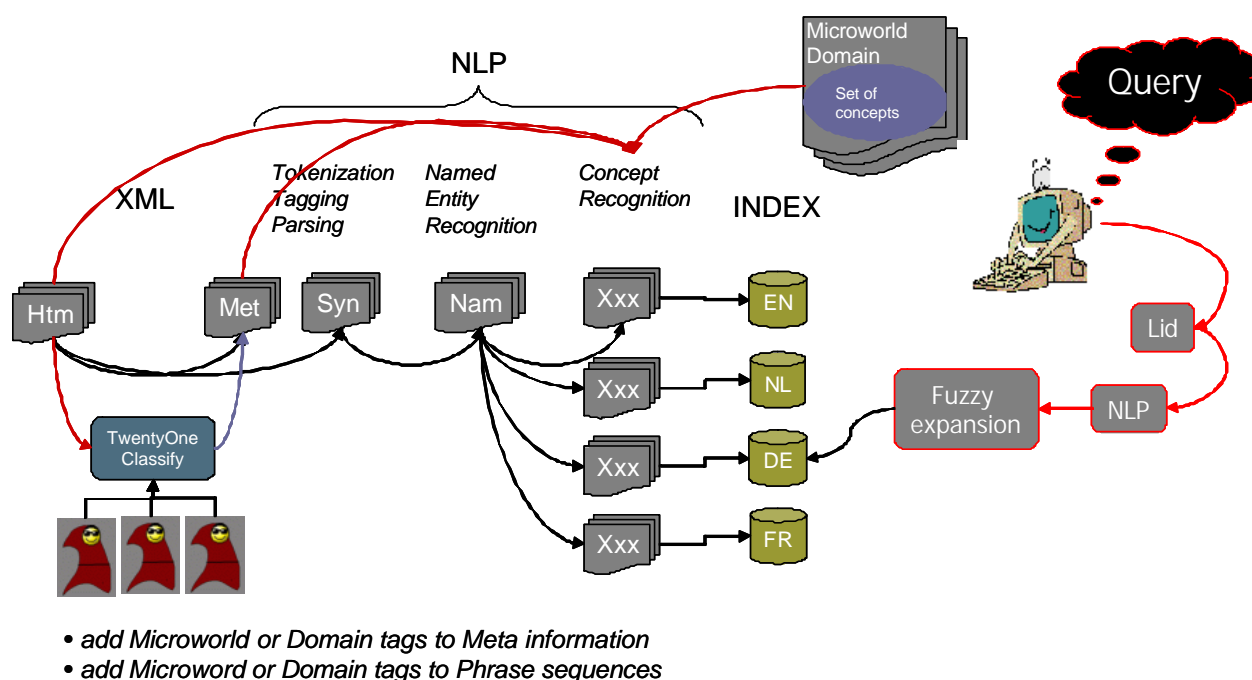 NLP
Microworld
Domain
Set of
concepts
Query
XML
Tokenization
Tagging
Parsing
Named
Entity
Recognition
Concept
Recognition
INDEX
Htm
Met
Syn
Nam
Xxx
EN
Lid
Xxx
NL
Fuzzy
expansion
NLP
TwentyOne
Classify
Xxx
DE
Xxx
FR
• add Microworld or Domain tags to Meta information
• add Microword or Domain tags to Phrase sequences